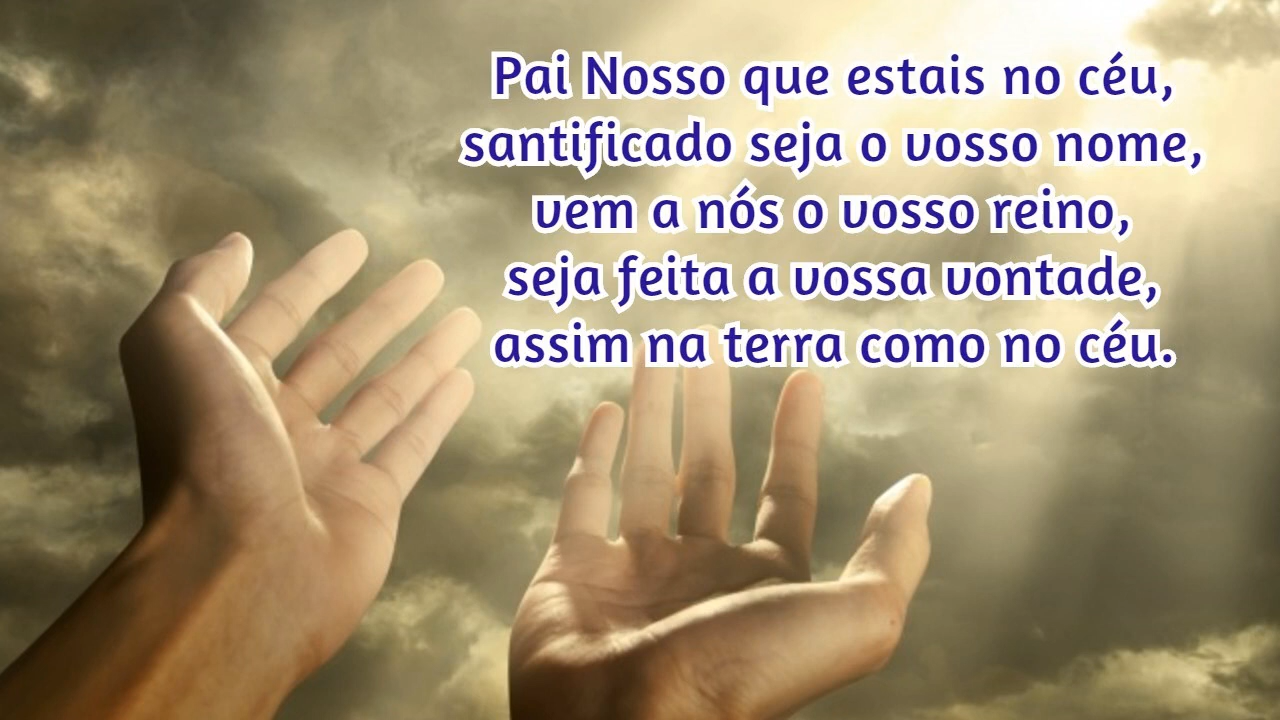 Pai Nosso que estais no céu,
santificado seja o vosso nome,
vem a nós o vosso reino,
seja feita a vossa vontade,
assim na terra como no céu.